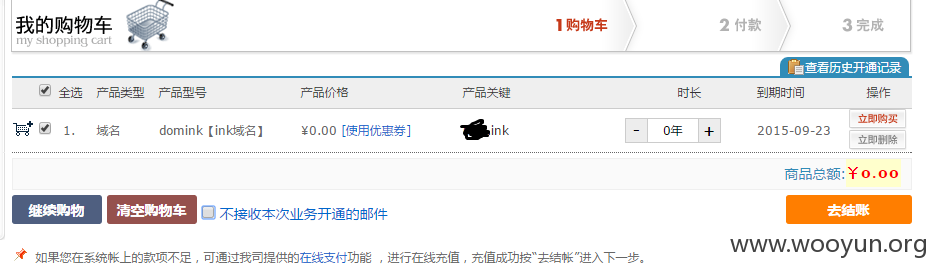 我的购物车
my shopping cart
1 购物车 2 付款 3 完成
查看历史开通记录
全选 产品类型 产品型号 产品价格 产品关键 时长 到期时间 操作
1. 域名 domink【ink域名】 ¥0.00 [使用优惠券] ink - 0年 + 2015-09-23 立即购买
立即删除
商品总额:￥0.00
继续购物 清空购物车 不接收本次业务开通的邮件 去结账
www.wooyun.org
如果您在系统帐上的款项不足，可通过我司提供的在线支付功能 ，进行在线充值，充值成功按“去结帐”进入下一步。